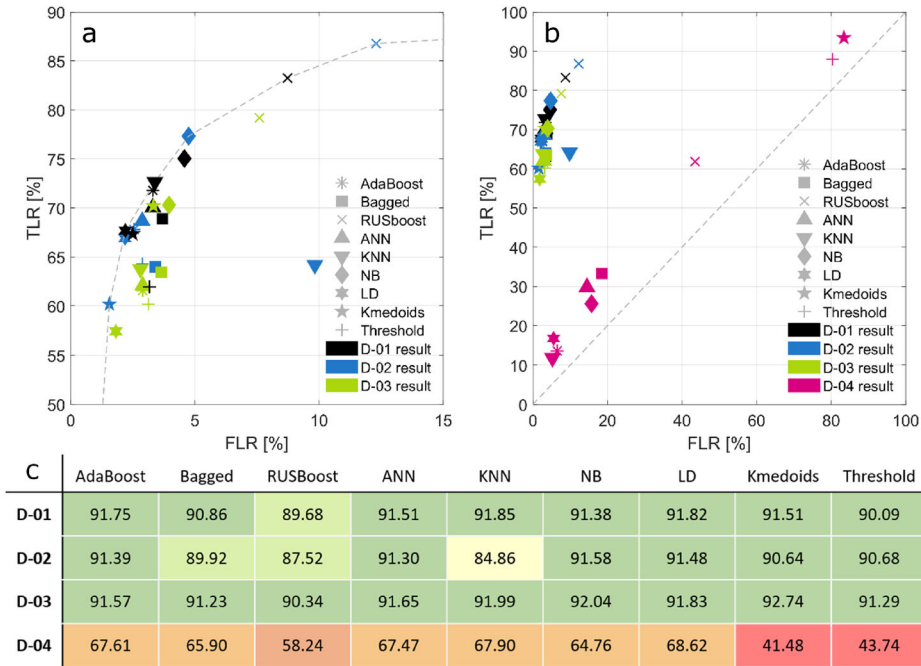 a
100
95
90
85
80
75
70
65
60
55
50
TLR [%]
0
5
10
15
FLR [%]
AdaBoost
Bagged
RUSboost
ANN
KNN
NB
LD
Kmedoids
Threshold
D-01 result
D-02 result
D-03 result
b
100
90
80
70
60
50
40
30
20
10
0
TLR [%]
0
20
40
60
80
100
FLR [%]
AdaBoost
Bagged
RUSboost
ANN
KNN
NB
LD
Kmedoids
Threshold
D-01 result
D-02 result
D-03 result
D-04 result
C AdaBoost Bagged RUSBoost ANN KNN NB LD Kmedoids Threshold
D-01 91.75 90.86 89.68 91.51 91.85 91.38 91.82 91.51 90.09
D-02 91.39 89.92 87.52 91.30 84.86 91.58 91.48 90.64 90.68
D-03 91.57 91.23 90.34 91.65 91.99 92.04 91.83 92.74 91.29
D-04 67.61 65.90 58.24 67.47 67.90 64.76 68.62 41.48 43.74